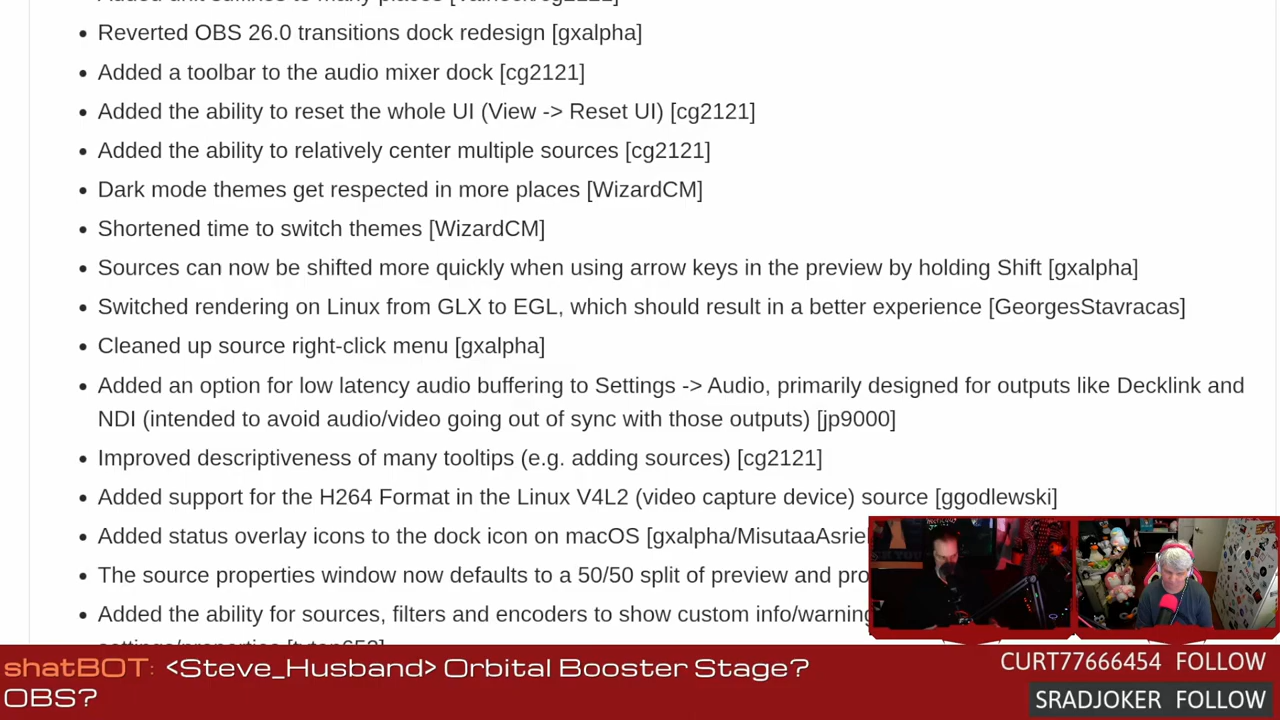 Reverted OBS 26.0 transitions dock redesign [gxalpha]
Added a toolbar to the audio mixer dock [cg2121]
Added the ability to reset the whole UI (View -> Reset UI) [cg2121]
Added the ability to relatively center multiple sources [cg2121]
Dark mode themes get respected in more places [WizardCM]
Shortened time to switch themes [WizardCM]
Sources can now be shifted more quickly when using arrow keys in the preview by holding Shift [gxalpha]
Switched rendering on Linux from GLX to EGL, which should result in a better experience [GeorgesStavracas]
Cleaned up source right-click menu [gxalpha]
Added an option for low latency audio buffering to Settings -> Audio, primarily designed for outputs like Decklink and
NDI (intended to avoid audio/video going out of sync with those outputs) [jp9000]
Improved descriptiveness of many tooltips (e.g. adding sources) [cg2121]
Added support for the H264 Format in the Linux V4L2 (video capture device) source [ggodlewski]
Added status overlay icons to the dock icon on macOS [gxalpha/MisutaaAsrie
The source properties window now defaults to a 50/50 split of preview and pro
Added the ability for sources, filters and encoders to show custom info/warning
shatBOT: <Steve_Husband> Orbital Booster Stage?
OBS?
CURT77666454 FOLLOW
SRADJOKER FOLLOW